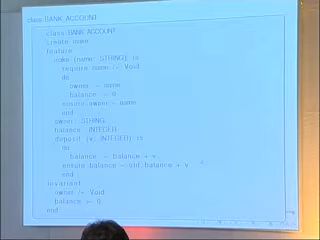 class BANK_ACCOUNT
class BANK_ACCOUNT
create make
feature
make (name: STRING) is
require name /= Void
do
owner := name
balance := 0
ensure owner = name
end
owner: STRING
balance: INTEGER
deposit (v: INTEGER) is
do
balance := balance + v
ensure balance = old balance + v
end
invariant
owner /= Void
balance >= 0
end